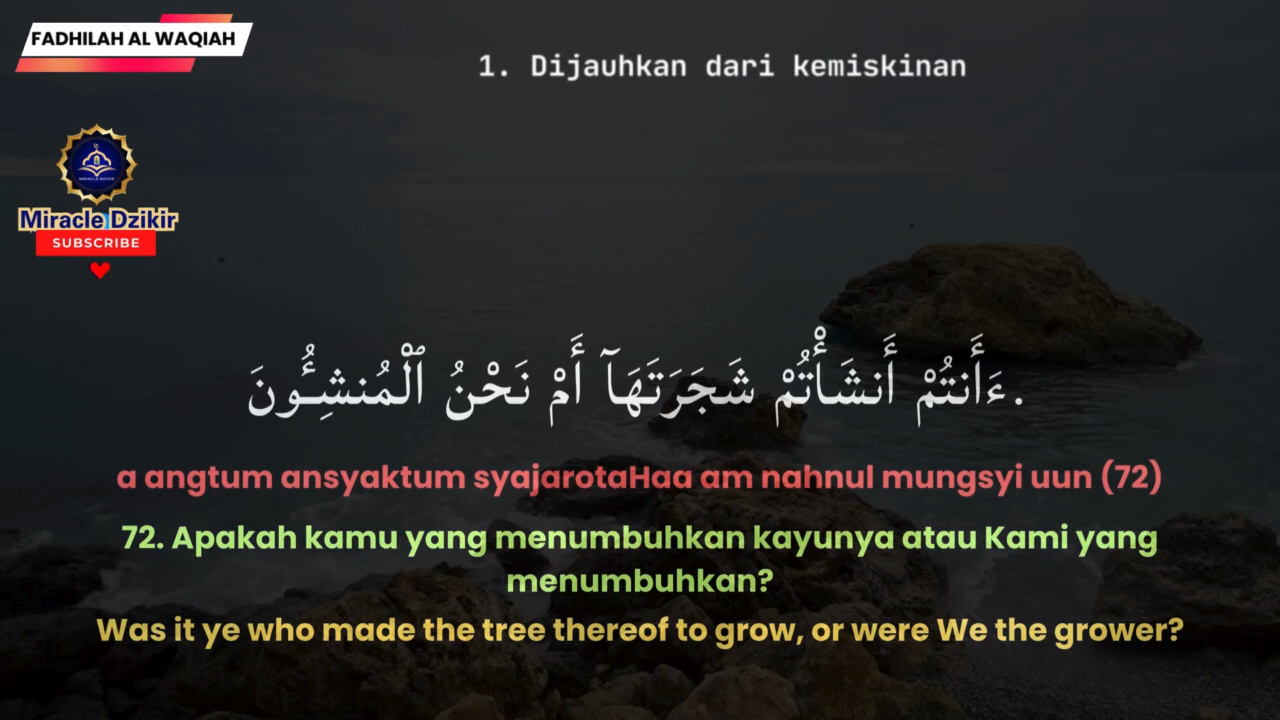 FADHILAH AL WAQIAH
1. Dijauhkan dari kemiskinan
MIRACLE DZIKIR
Miracle Dzikir
SUBSCRIBE
ءَأَنتُمْ أَنشَأْتُمْ شَجَرَتَهَآ أَمْ نَحْنُ ٱلْمُنشِـُٔونَ.
a angtum ansyaktum syajarotaHaa am nahnul mungsyi uun (72)
72. Apakah kamu yang menumbuhkan kayunya atau Kami yang
menumbuhkan?
Was it ye who made the tree thereof to grow, or were We the grower?